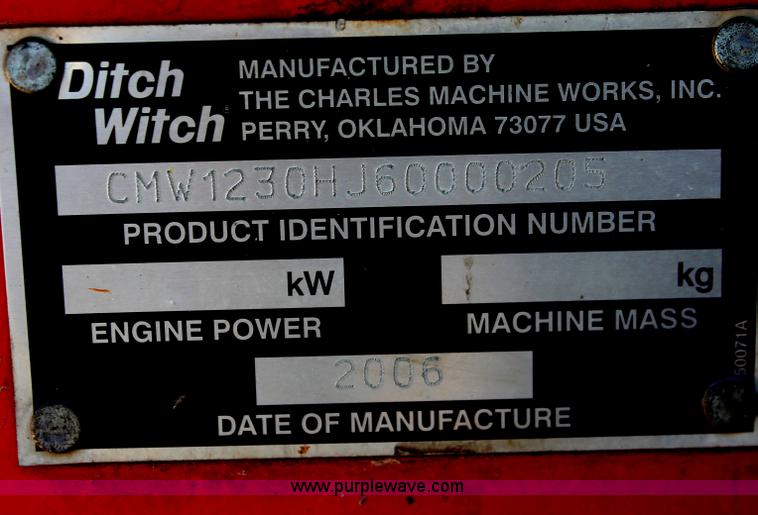 Ditch Witch
MANUFACTURED BY
THE CHARLES MACHINE WORKS, INC.
PERRY, OKLAHOMA 73077 USA
CMW1230HJ60000205
PRODUCT IDENTIFICATION NUMBER
kW
kg
ENGINE POWER
MACHINE MASS
2006
DATE OF MANUFACTURE
50071A
www.purplewave.com